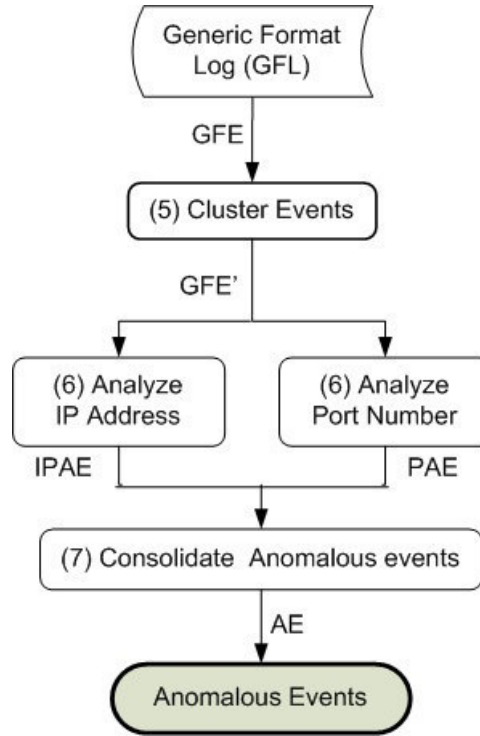 Generic Format
Log (GFL)
GFE
(5) Cluster Events
GFE’
(6) Analyze
IP Address
(6) Analyze
Port Number
IPAE
PAE
(7) Consolidate Anomalous events
AE
Anomalous Events